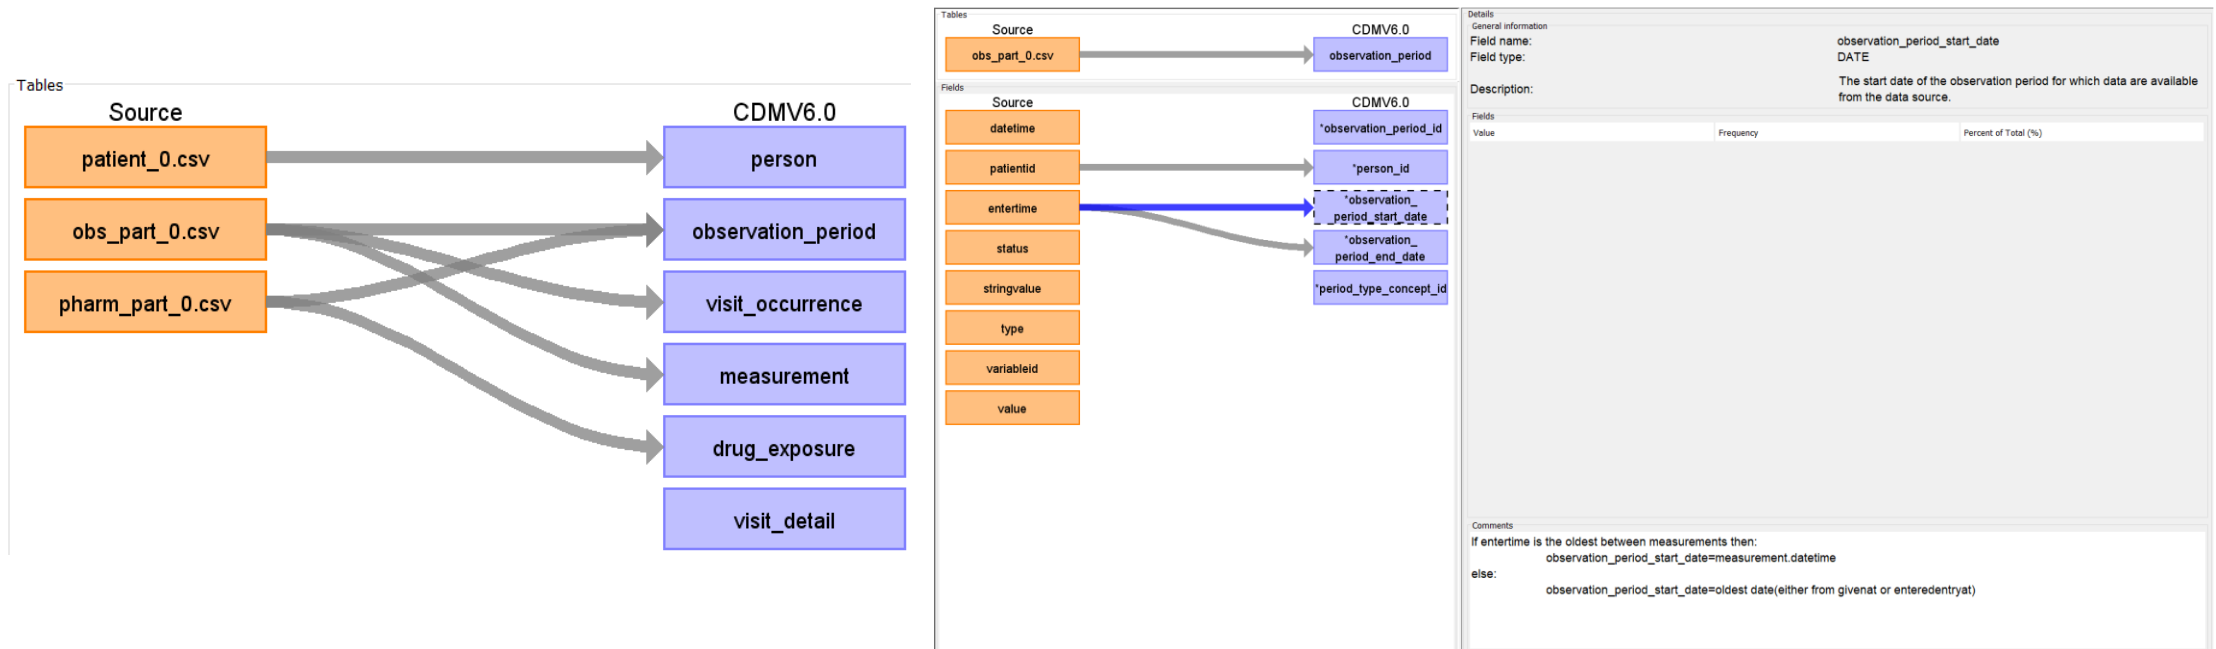 Tables
Source
CDMV6.0
patient_0.csv
person
obs_part_0.csv
observation_period
pharm_part_0.csv
visit_occurrence
measurement
drug_exposure
visit_detail
Tables
Source
CDMV6.0
obs_part_0.csv
observation_period
Fields
Source
CDMV6.0
datetime
*observation_period_id
patientid
*person_id
entertime
*observation_
period_start_date
status
*observation_
period_end_date
stringvalue
*period_type_concept_id
type
variableid
value
Details
General information
Field name:
observation_period_start_date
Field type:
DATE
Description:
The start date of the observation period for which data are available
from the data source.
Fields
Value
Frequency
Percent of Total (%)
Comments
If entertime is the oldest between measurements then:
observation_period_start_date=measurement.datetime
else:
observation_period_start_date=oldest date(either from givenat or enteredentryat)